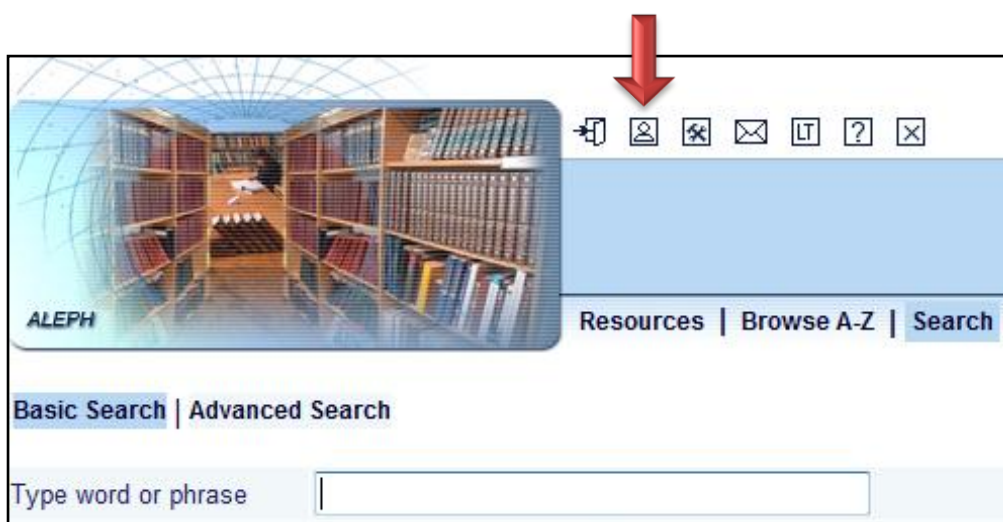 LT ?
ALEPH
Resources | Browse A-Z | Search
Basic Search | Advanced Search
Type word or phrase